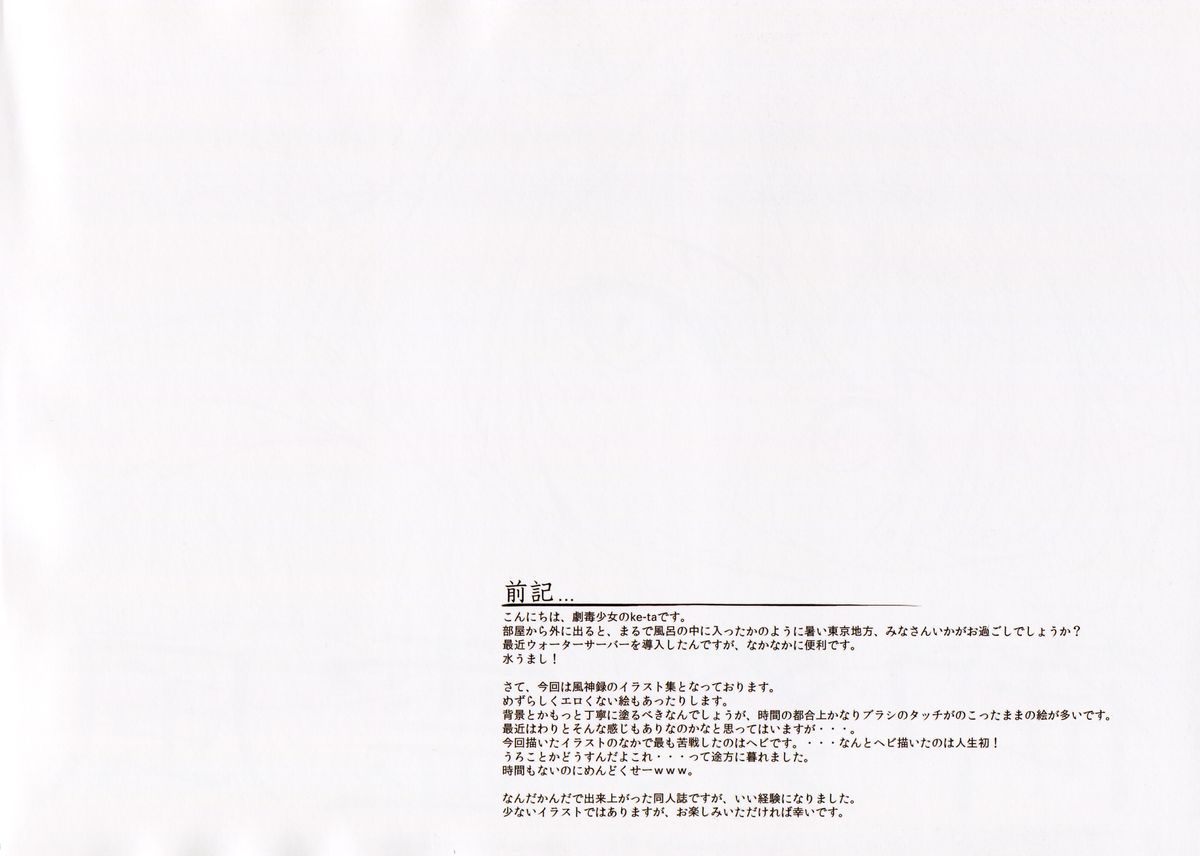 前記...
こんにちは、劇毒少女のke-taです。
部屋から外に出ると、まるで風呂の中に入ったかのように暑い東京地方、みなさんいかがお過ごしでしょうか？
最近ウォーターサーバーを導入したんですが、なかなかに便利です。
水うまし！
さて、今回は風神録のイラスト集となっております。
めずらしくエロくない絵もあったりします。
背景とかもっと丁寧に塗るべきなんでしょうが、時間の都合上かなりブラシのタッチがのこったままの絵が多いです。
最近はわりとそんな感じもありなのかなと思ってはいますが・・・。
今回描いたイラストのなかで最も苦戦したのはヘビです。・・・なんとヘビ描いたのは人生初！
うろことかどうすんだよこれ・・・って途方に暮れました。
時間もないのにめんどくせーｗｗｗ。
なんだかんだで出来上がった同人誌ですが、いい経験になりました。
少ないイラストではありますが、お楽しみいただければ幸いです。